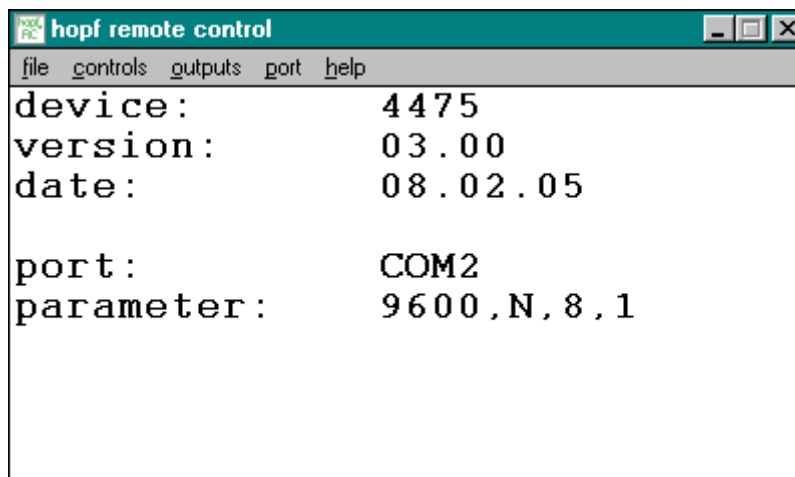 hopf remote control
file controls outputs port help
device: 4475
version: 03.00
date: 08.02.05
port: COM2
parameter: 9600,N,8,1